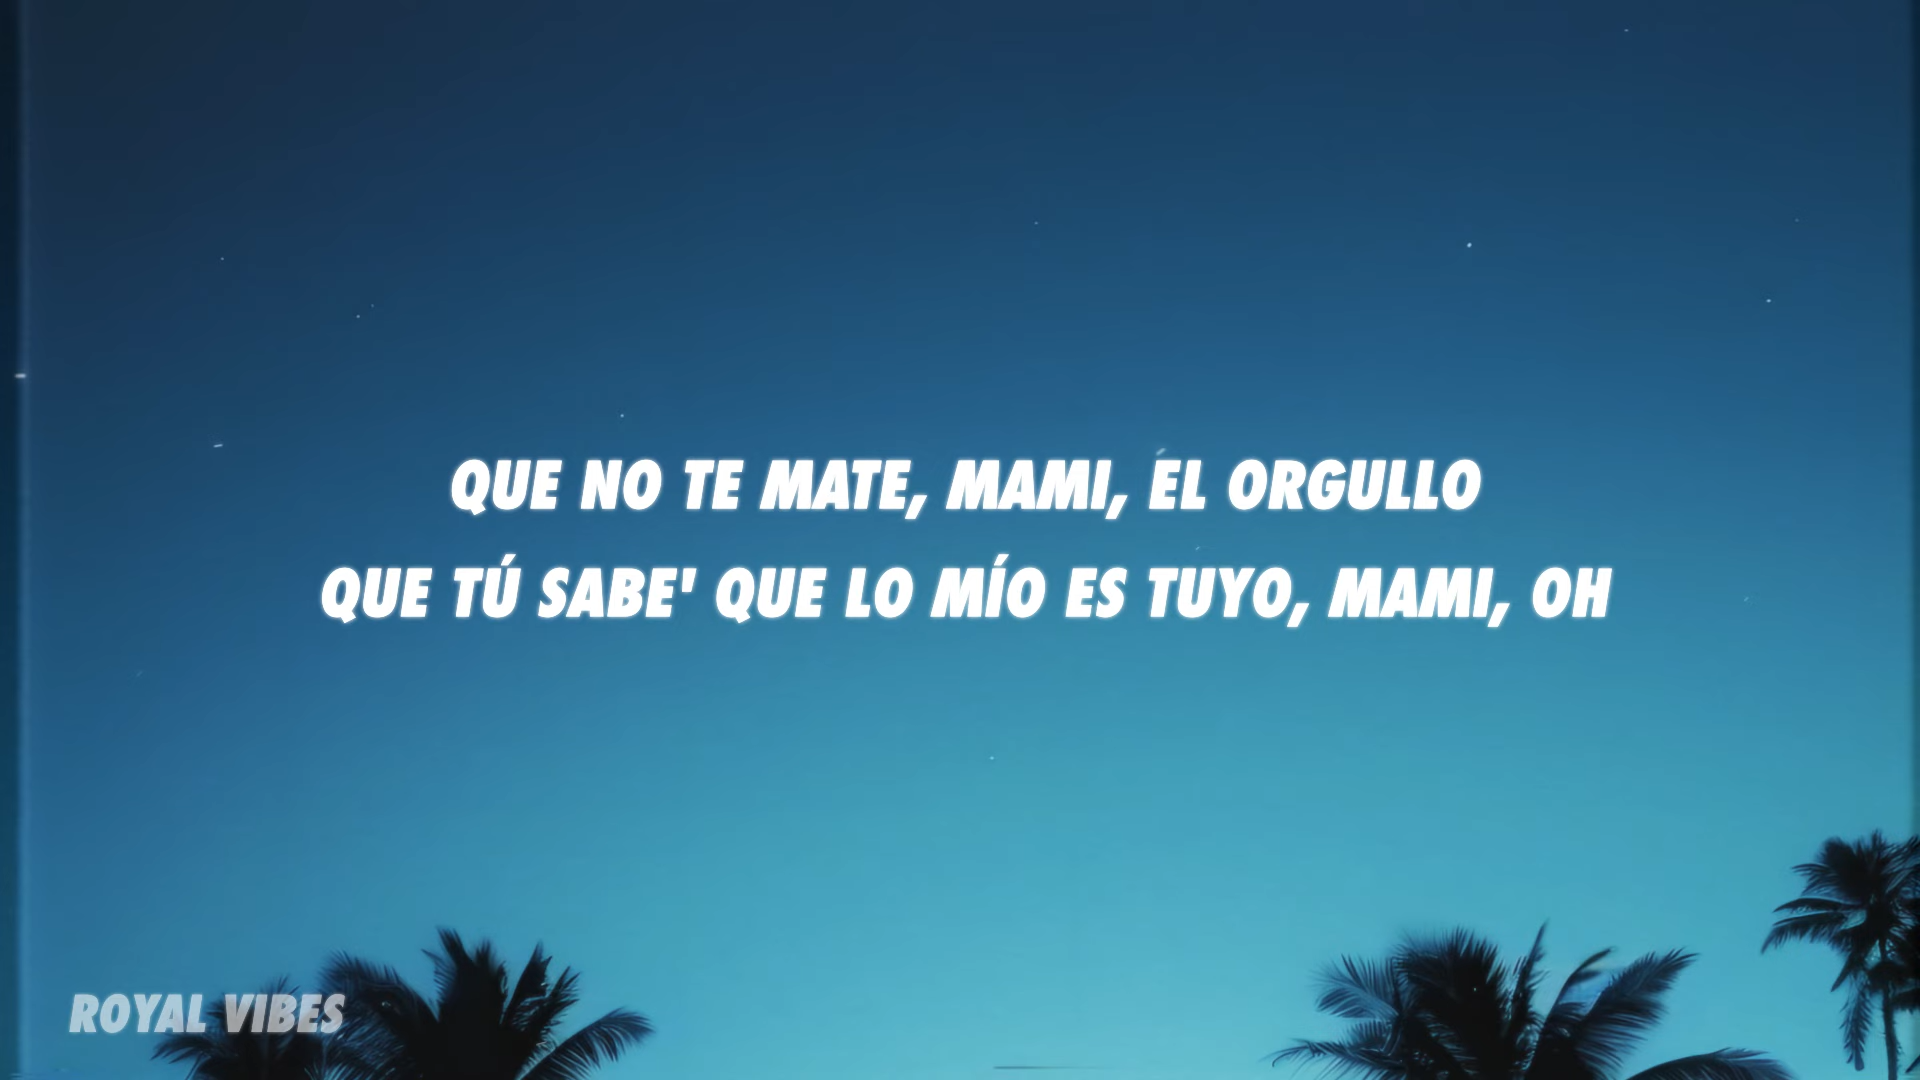 QUE NO TE MATE, MAMI, EL ORGULLO
QUE TÚ SABE' QUE LO MÍO ES TUYO, MAMI, OH
ROYAL VIBES